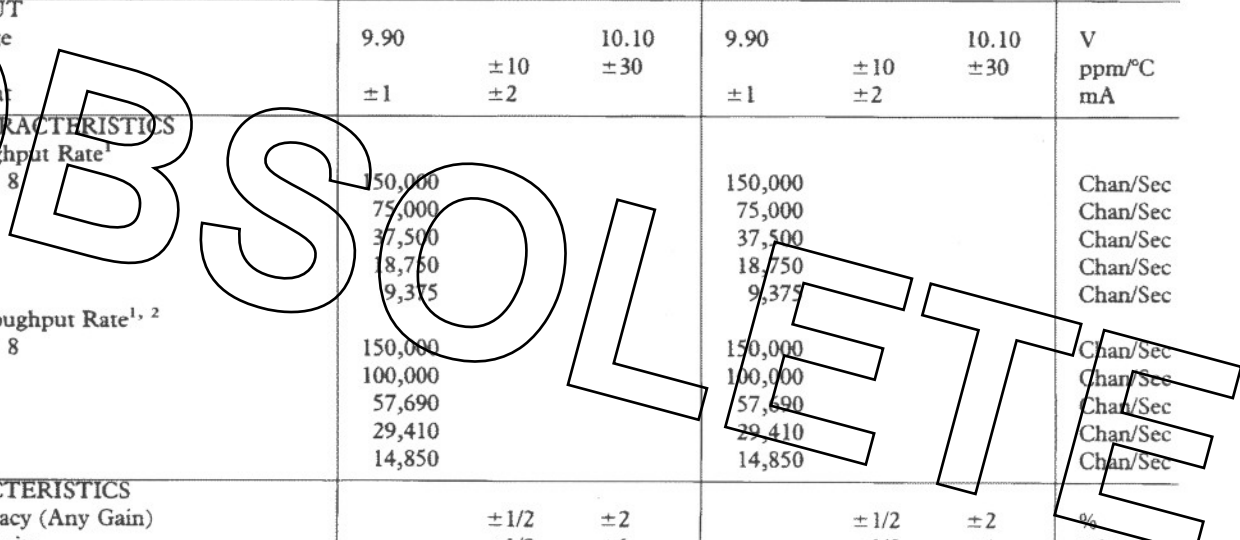 UT
e 9.90 10.10 9.90 10.10 V
±10 ±30 ±10 ±30 ppm/°C
±1 ±2 ±1 ±2 mA
RACTERISTICS
hput Rate¹
8 150,000 150,000 Chan/Sec
75,000 75,000 Chan/Sec
37,500 37,500 Chan/Sec
18,750 18,750 Chan/Sec
9,375 9,375 Chan/Sec
oughput Rate¹, ²
8 150,000 150,000 Chan/Sec
100,000 100,000 Chan/Sec
57,690 57,690 Chan/Sec
29,410 29,410 Chan/Sec
14,850 14,850 Chan/Sec
CTERISTICS
acy (Any Gain) ±1/2 ±2 ±1/2 ±2 %
BSOLETE